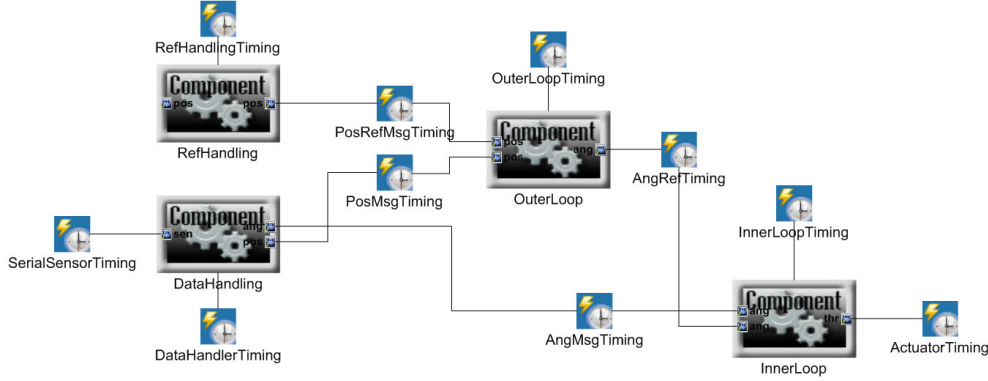 RefHandlingTiming
Component
pos pos
RefHandling
PosRefMsgTiming
OuterLoopTiming
Component
pos
pos
ang
OuterLoop
AngRefTiming
PosMsgTiming
SerialSensorTiming
Component
sen
ang
pos
DataHandling
DataHandlerTiming
InnerLoopTiming
AngMsgTiming
Component
ang
ang
thr
InnerLoop
ActuatorTiming